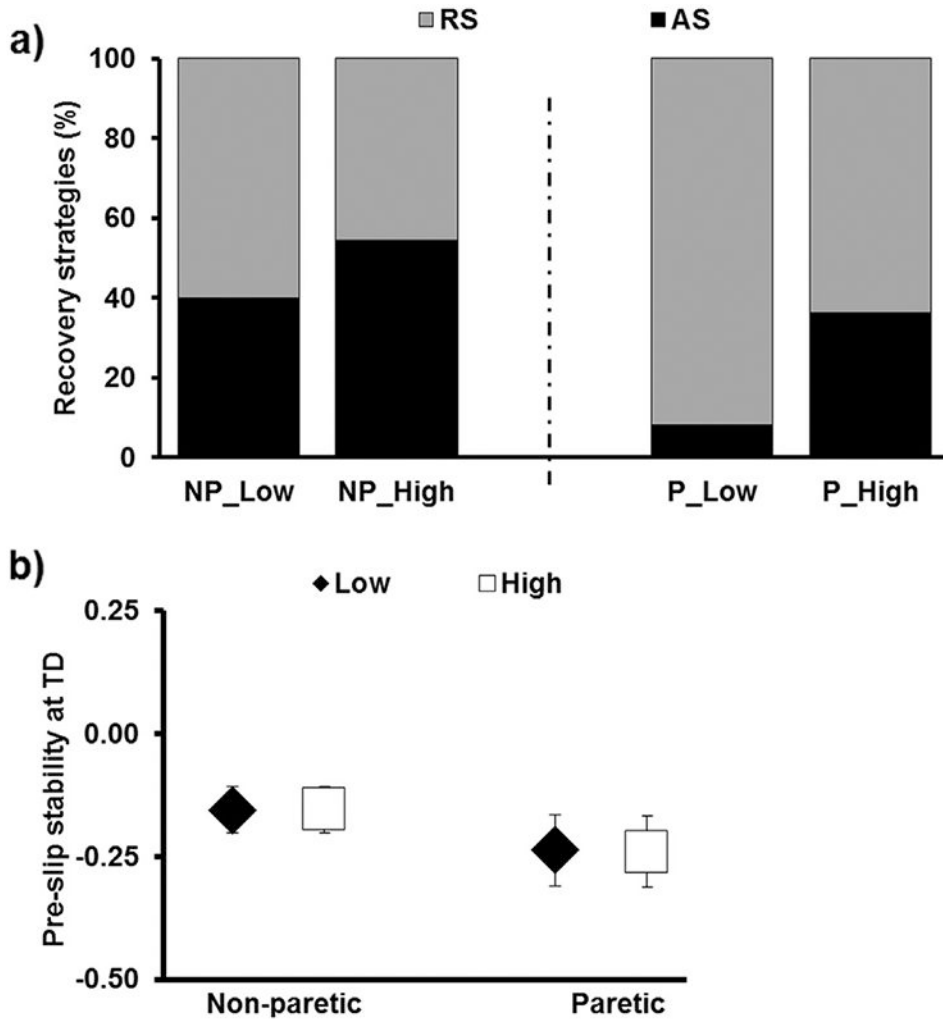 a)
RS AS
Recovery strategies (%)
100
80
60
40
20
0
NP_Low NP_High P_Low P_High
b)
Low High
Pre-slip stability at TD
0.25
0.00
-0.25
-0.50
Non-paretic Paretic